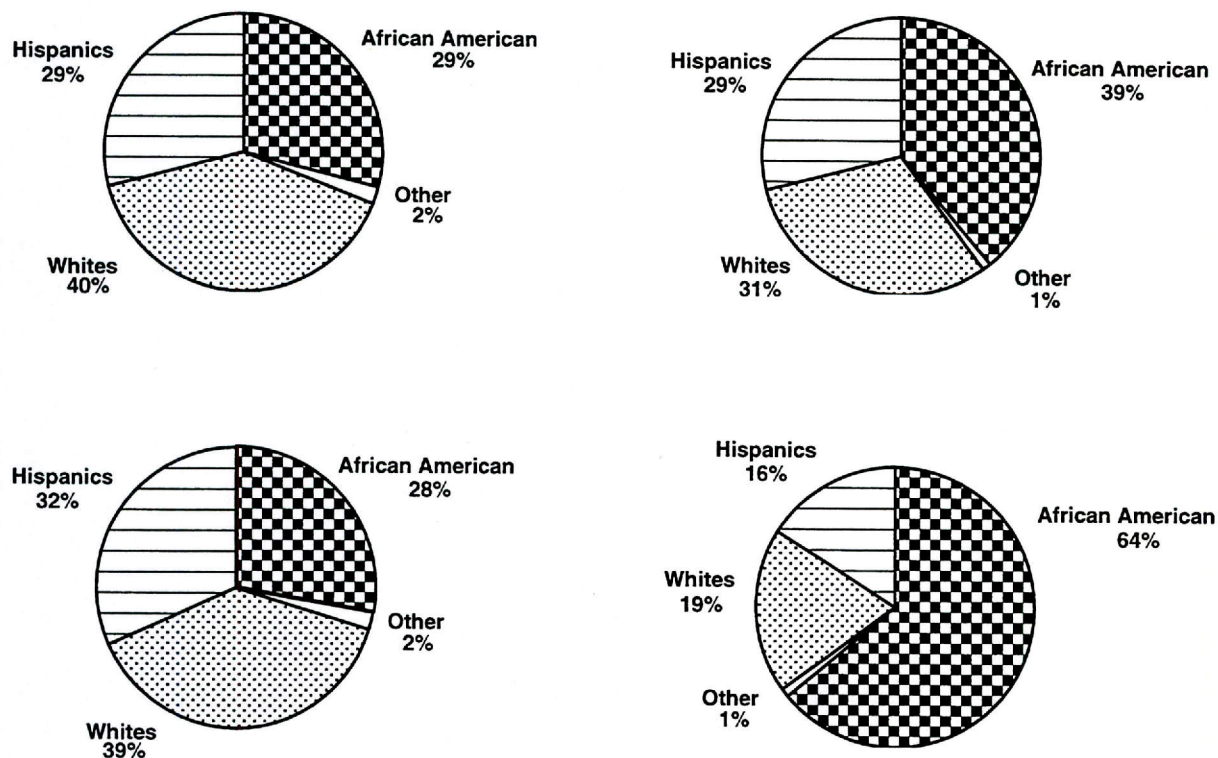 Hispanics
29%
African American
29%
Other
2%
Whites
40%
Hispanics
29%
African American
39%
Whites
31%
Other
1%
Hispanics
32%
African American
28%
Other
2%
Whites
39%
Hispanics
16%
African American
64%
Whites
19%
Other
1%